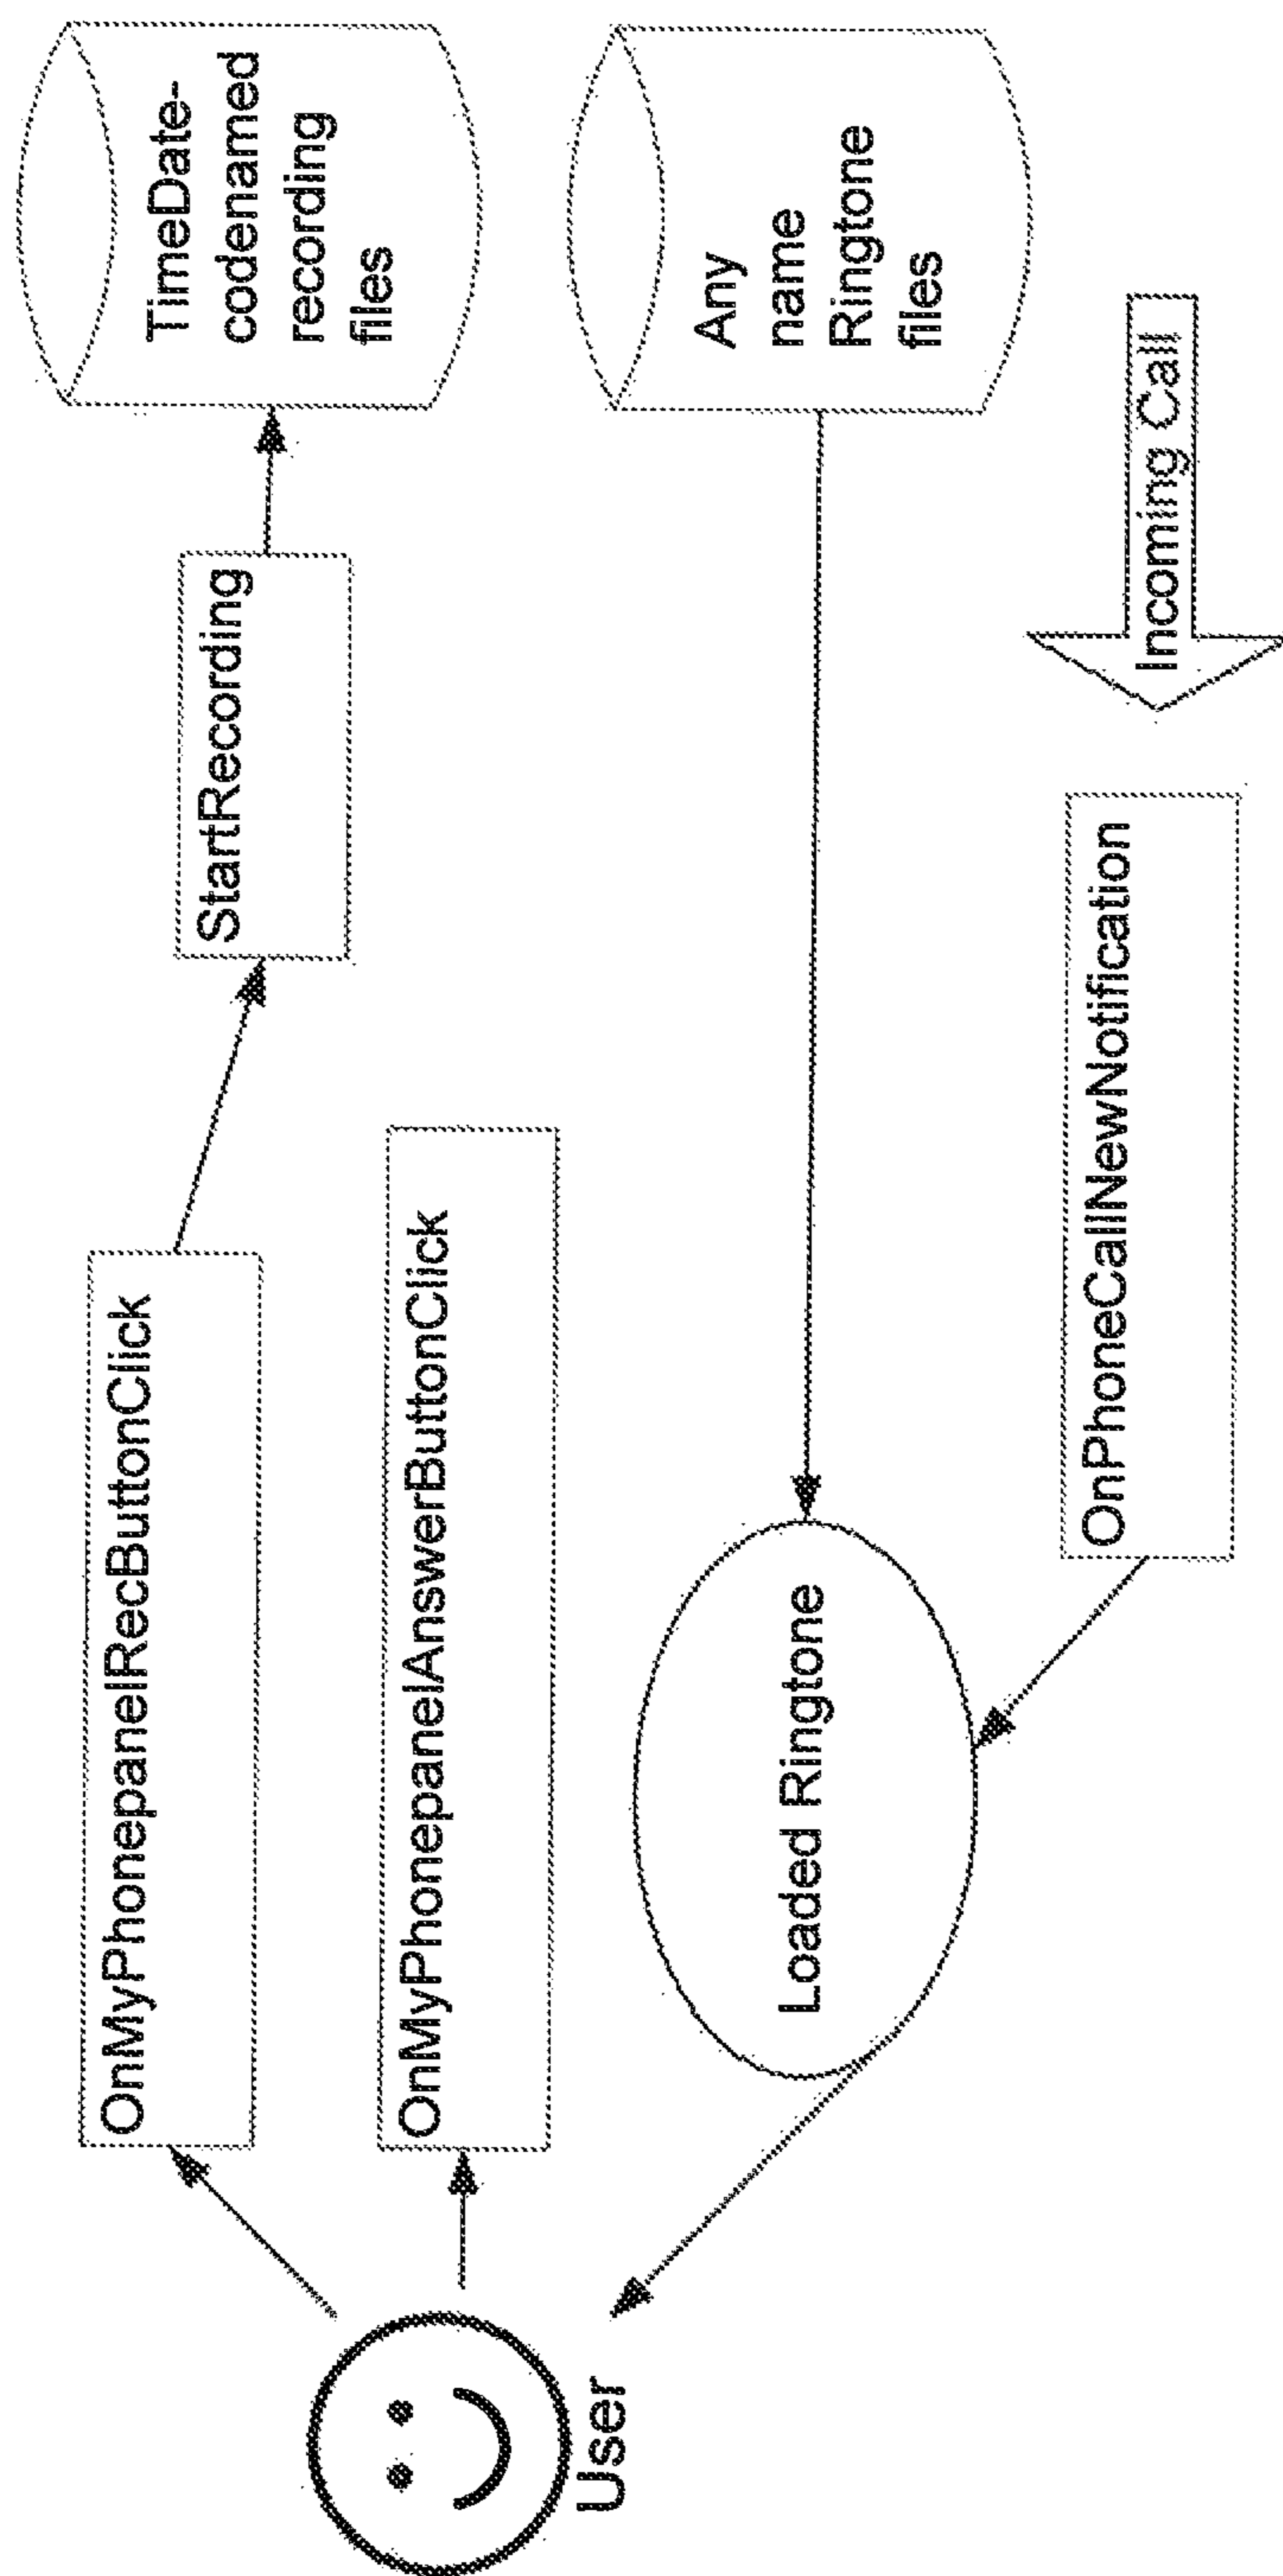 OnMyPhonepanelRecButtonClick
StartRecording
TimeDate-
codenamed
recording
files
OnMyPhonepanelAnswerButtonClick
User
Loaded Ringtone
Any
name
Ringtone
files
OnPhoneCallNewNotification
Incoming Call